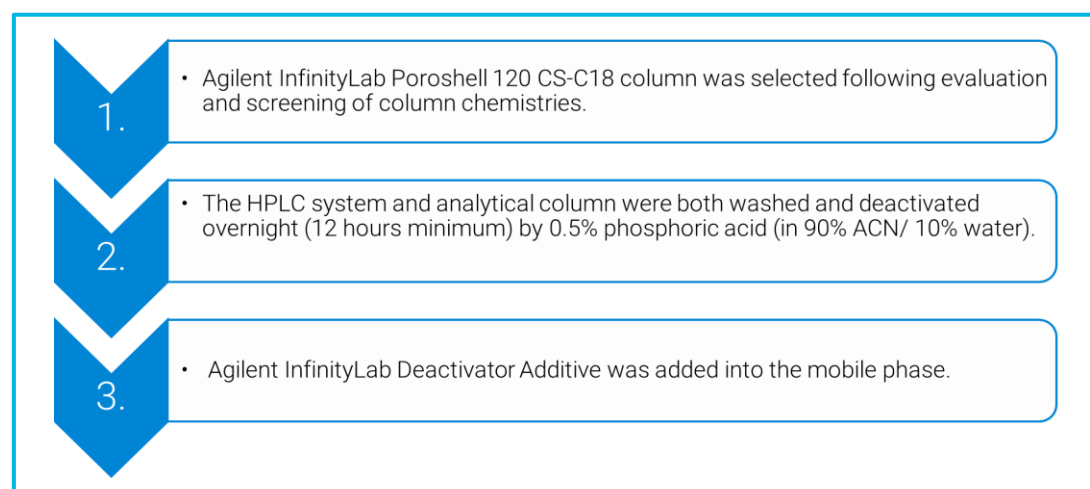 1.
• Agilent InfinityLab Poroshell 120 CS-C18 column was selected following evaluation
and screening of column chemistries.
2.
• The HPLC system and analytical column were both washed and deactivated
overnight (12 hours minimum) by 0.5% phosphoric acid (in 90% ACN/ 10% water).
3.
• Agilent InfinityLab Deactivator Additive was added into the mobile phase.